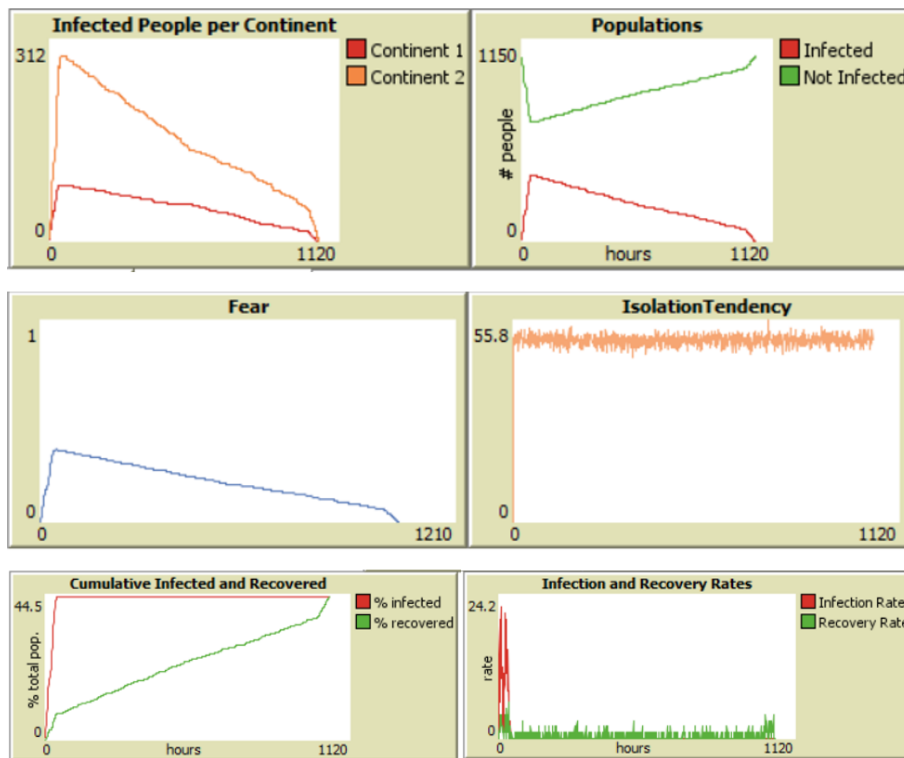 Infected People per Continent
312
0
0
1120
Continent 1
Continent 2
Populations
1150
# people
0
0
hours
1120
Infected
Not Infected
Fear
1
0
0
1210
IsolationTendency
55.8
0
0
1120
Cumulative Infected and Recovered
44.5
% total pop.
0
0
hours
1120
% infected
% recovered
Infection and Recovery Rates
24.2
rate
0
0
hours
1120
Infection Rate
Recovery Rate